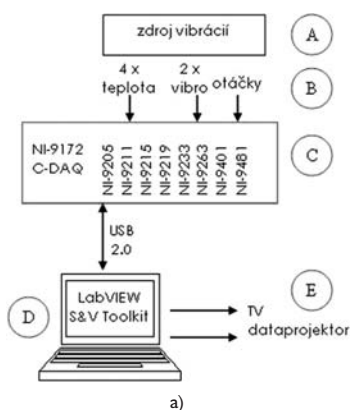 zdroj vibrácií
A
4 x
teplota
2 x
vibro
otáčky
B
NI-9172
C-DAQ
NI-9205
NI-9211
NI-9215
NI-9219
NI-9233
NI-9263
NI-9401
NI-9481
C
USB
2.0
D
LabVIEW
S&V Toolkit
E
TV
dataprojektor
a)